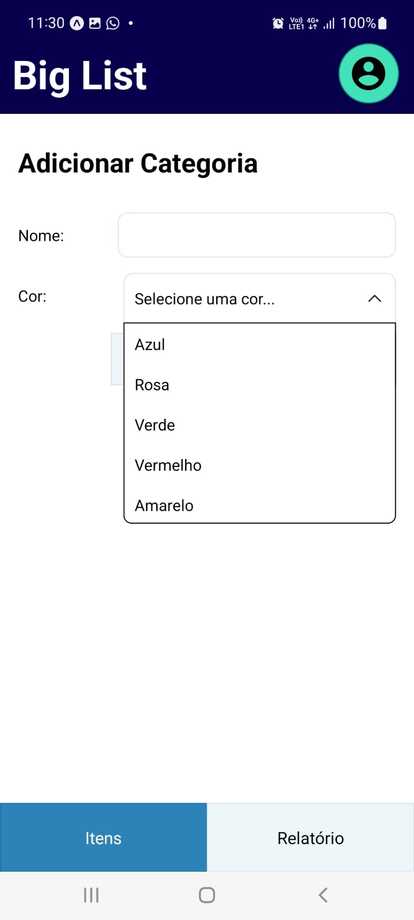 11:30 Vo) LTE1 4G+ 100%
Big List
Adicionar Categoria
Nome:
Cor: Selecione uma cor...
Azul
Rosa
Verde
Vermelho
Amarelo
Itens Relatório